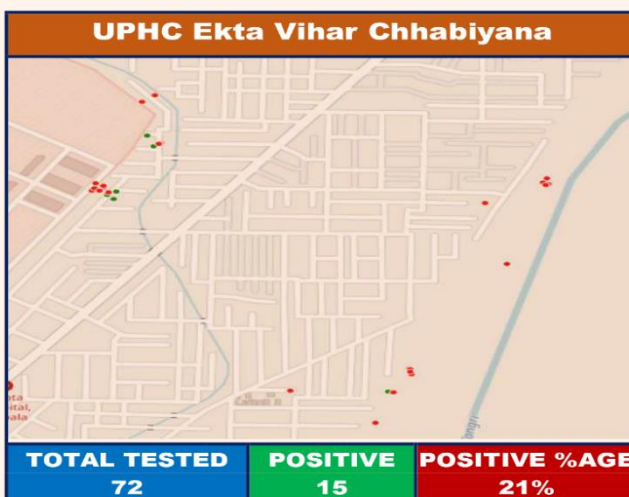 UPHC Ekta Vihar Chhabiyana
TOTAL TESTED
72
POSITIVE
15
POSITIVE %AGE
21%